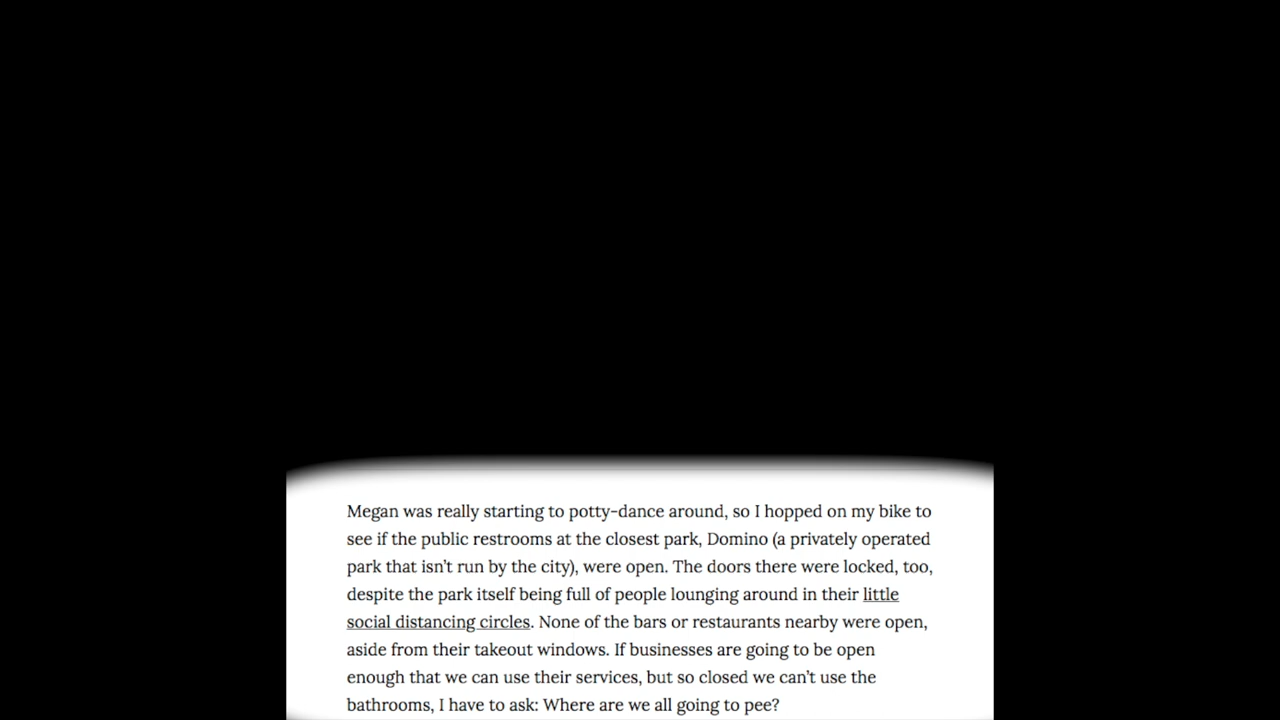 Megan was really starting to potty-dance around, so I hopped on my bike to
see if the public restrooms at the closest park, Domino (a privately operated
park that isn’t run by the city), were open. The doors there were locked, too,
despite the park itself being full of people lounging around in their little
social distancing circles. None of the bars or restaurants nearby were open,
aside from their takeout windows. If businesses are going to be open
enough that we can use their services, but so closed we can’t use the
bathrooms, I have to ask: Where are we all going to pee?